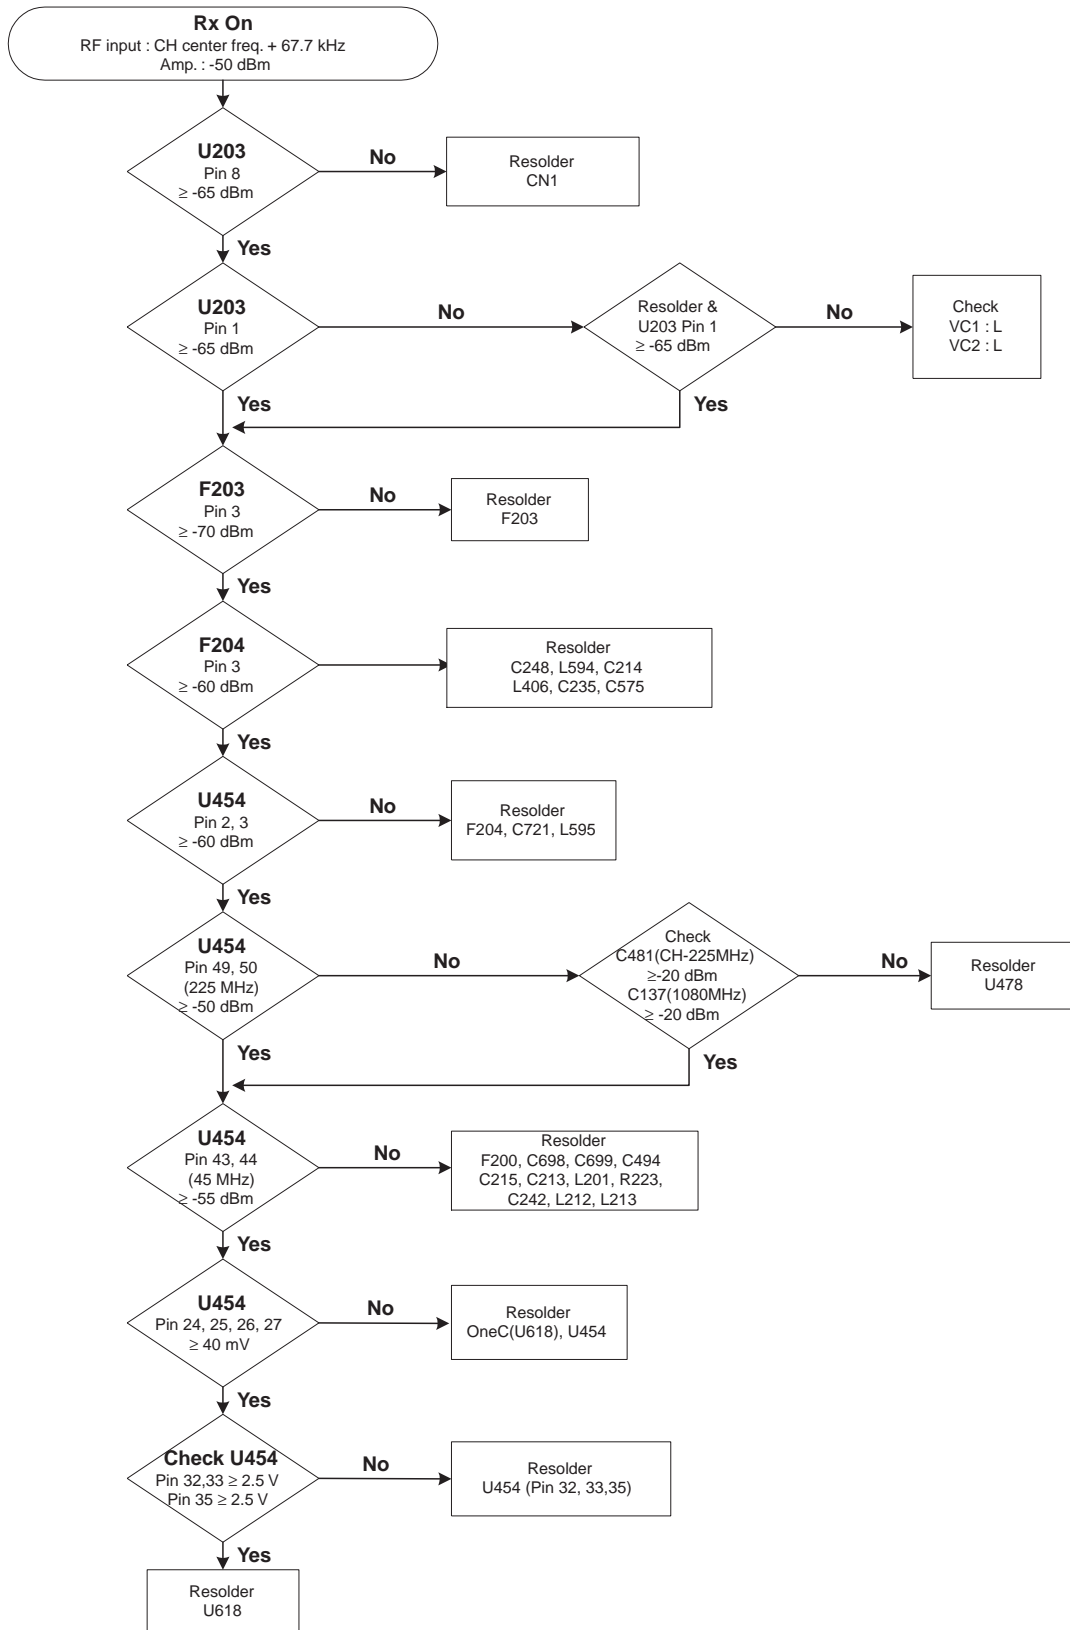 Rx On
RF input : CH center freq. + 67.7 kHz
Amp. : -50 dBm
U203
Pin 8
≥ -65 dBm
No
Resolder
CN1
Yes
U203
Pin 1
≥ -65 dBm
No
Resolder &
U203 Pin 1
≥ -65 dBm
No
Check
VC1 : L
VC2 : L
Yes
Yes
F203
Pin 3
≥ -70 dBm
No
Resolder
F203
Yes
F204
Pin 3
≥ -60 dBm
Resolder
C248, L594, C214
L406, C235, C575
Yes
U454
Pin 2, 3
≥ -60 dBm
No
Resolder
F204, C721, L595
Yes
U454
Pin 49, 50
(225 MHz)
≥ -50 dBm
No
Check
C481(CH-225MHz)
≥-20 dBm
C137(1080MHz)
≥ -20 dBm
No
Resolder
U478
Yes
Yes
U454
Pin 43, 44
(45 MHz)
≥ -55 dBm
No
Resolder
F200, C698, C699, C494
C215, C213, L201, R223,
C242, L212, L213
Yes
U454
Pin 24, 25, 26, 27
≥ 40 mV
No
Resolder
OneC(U618), U454
Yes
Check U454
Pin 32,33 ≥ 2.5 V
Pin 35 ≥ 2.5 V
No
Resolder
U454 (Pin 32, 33,35)
Yes
Resolder
U618